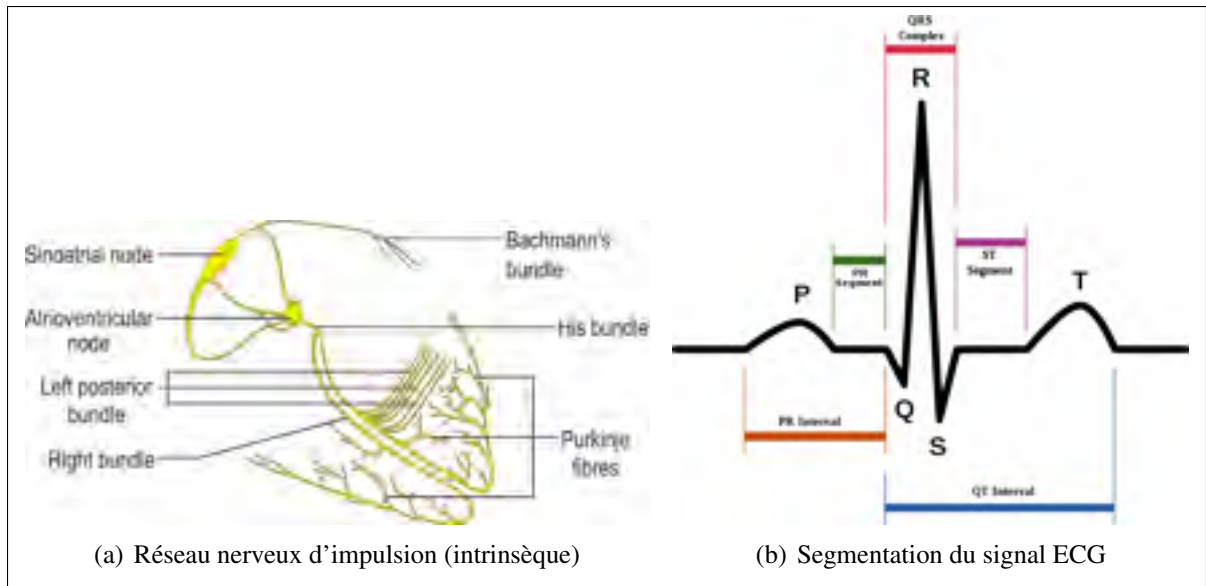 Sinoatrial node
Bachmann's
bundle
Atrioventricular
node
His bundle
Left posterior
bundle
Right bundle
Purkinje
fibres
(a) Réseau nerveux d'impulsion (intrinsèque)
QRS
Complex
R
P
PR
Segment
ST
Segment
T
Q
S
PR Interval
QT Interval
(b) Segmentation du signal ECG